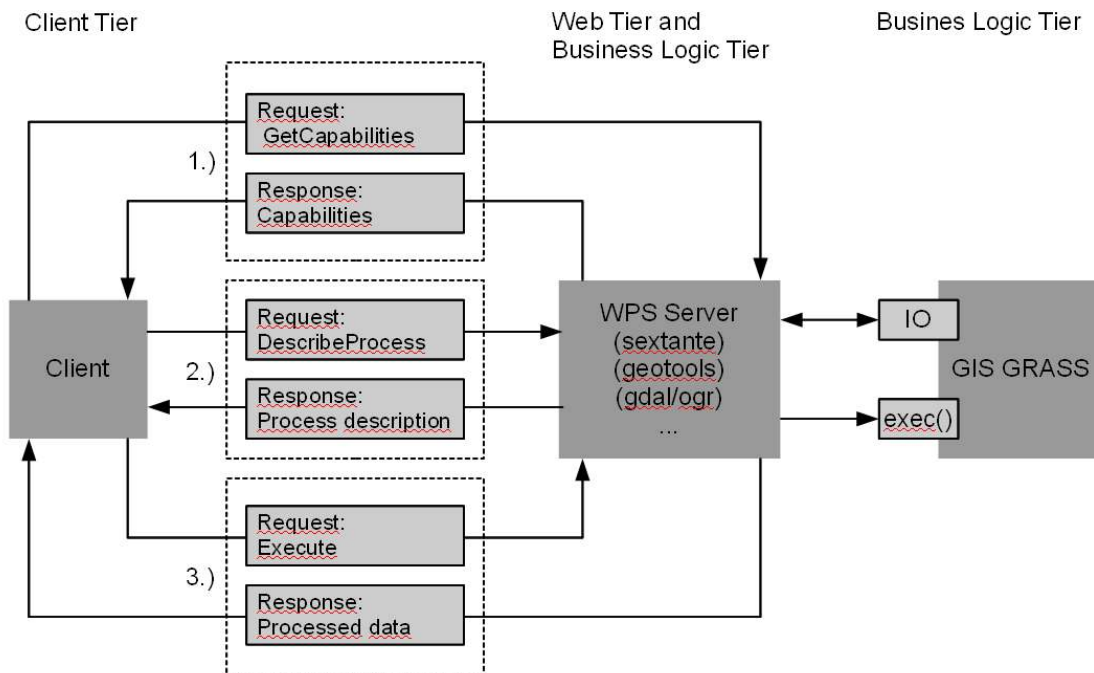 Client Tier
Web Tier and
Business Logic Tier
Busines Logic Tier
1.)
Request:
GetCapabilities
Response:
Capabilities
Client
2.)
Request:
DescribeProcess
Response:
Process description
WPS Server
(sextante)
(geotools)
(gdal/ogr)
...
IO
GIS GRASS
exec()
3.)
Request:
Execute
Response:
Processed data